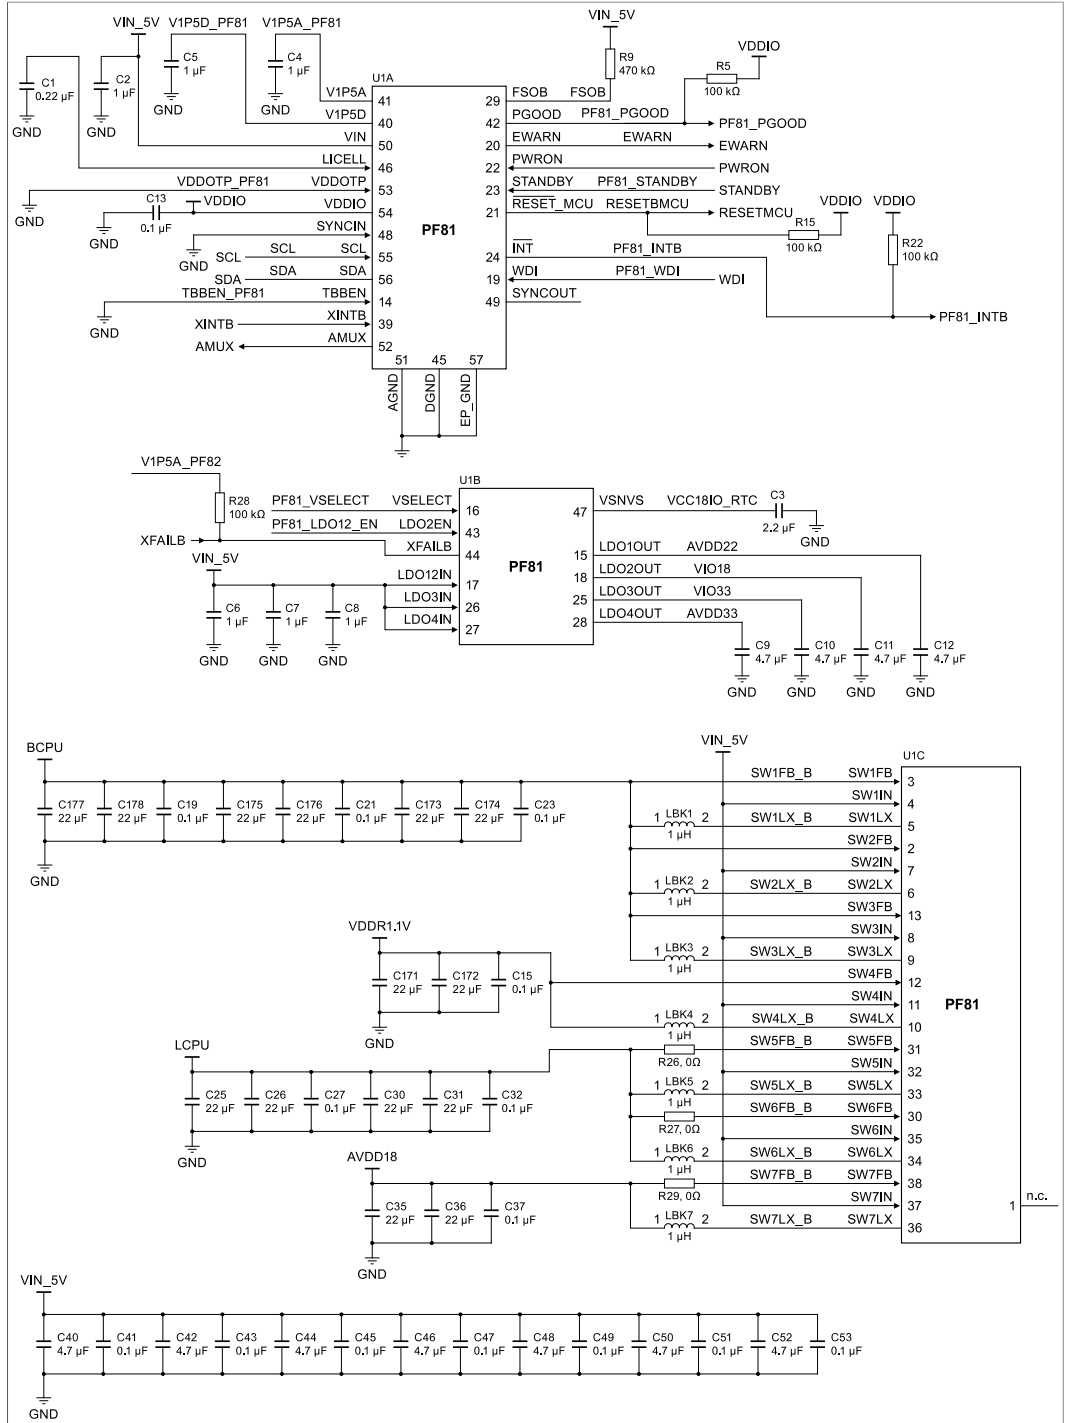 VIN_5V V1P5D_PF81 V1P5A_PF81 VIN_5V
VDDIO
C1
0.22 µF
C2
1 µF
C5
1 µF
C4
1 µF
R9
470 kΩ
R5
100 kΩ
GND GND GND GND
U1A
V1P5A 41 29 FSOB FSOB
V1P5D 40 42 PGOOD PF81_PGOOD PF81_PGOOD
VIN 50 20 EWARN EWARN EWARN
LICELL 46 22 PWRON PWRON
VDDOTP_PF81 VDDOTP 53 23 STANDBY PF81_STANDBY STANDBY
GND
C13
0.1 µF
VDDIO VDDIO 54 21 RESET_MCU RESETBMCU RESETMCU
VDDIO VDDIO
PF81
GND
SYNCIN 48
R15
100 kΩ
R22
100 kΩ
GND
SCL SCL SCL 55 24 INT PF81_INTB
SDA SDA SDA 56 19 WDI PF81_WDI WDI
TBBEN_PF81 TBBEN 14 49 SYNCOUT
GND
XINTB XINTB 39
PF81_INTB
AMUX AMUX 52
51 45 57
AGND
DGND
EP_GND
V1P5A_PF82
U1B
R28
100 kΩ
PF81_VSELECT VSELECT 16 47 VSNVS VCC18IO_RTC
C3
2.2 µF
GND
PF81_LDO12_EN LDO2EN 43
XFAILB XFAILB 44 15 LDO1OUT AVDD22
VIN_5V
PF81
LDO12IN 17 18 LDO2OUT VIO18
LDO3IN 26 25 LDO3OUT VIO33
LDO4IN 27 28 LDO4OUT AVDD33
C6
1 µF
C7
1 µF
C8
1 µF
GND GND GND
C9
4.7 µF
C10
4.7 µF
C11
4.7 µF
C12
4.7 µF
GND GND GND GND
BCPU
VIN_5V
U1C
C177
22 µF
C178
22 µF
C19
0.1 µF
C175
22 µF
C176
22 µF
C21
0.1 µF
C173
22 µF
C174
22 µF
C23
0.1 µF
GND
SW1FB_B SW1FB 3
SW1IN 4
1 LBK1 2 SW1LX_B SW1LX 5
1 µH
SW2FB 2
SW2IN 7
1 LBK2 2 SW2LX_B SW2LX 6
1 µH
SW3FB 13
SW3IN 8
1 LBK3 2 SW3LX_B SW3LX 9
1 µH
VDDR1.1V
C171
22 µF
C172
22 µF
C15
0.1 µF
GND
SW4FB 12
SW4IN 11
PF81
1 LBK4 2 SW4LX_B SW4LX 10
1 µH
LCPU
C25
22 µF
C26
22 µF
C27
0.1 µF
C30
22 µF
C31
22 µF
C32
0.1 µF
GND
SW5FB_B SW5FB 31
R26, 0Ω
SW5IN 32
1 LBK5 2 SW5LX_B SW5LX 33
1 µH
SW6FB_B SW6FB 30
R27, 0Ω
SW6IN 35
1 LBK6 2 SW6LX_B SW6LX 34
1 µH
AVDD18
C35
22 µF
C36
22 µF
C37
0.1 µF
GND
SW7FB_B SW7FB 38
R29, 0Ω
SW7IN 37 1 n.c.
1 LBK7 2 SW7LX_B SW7LX 36
1 µH
VIN_5V
C40
4.7 µF
C41
0.1 µF
C42
4.7 µF
C43
0.1 µF
C44
4.7 µF
C45
0.1 µF
C46
4.7 µF
C47
0.1 µF
C48
4.7 µF
C49
0.1 µF
C50
4.7 µF
C51
0.1 µF
C52
4.7 µF
C53
0.1 µF
GND